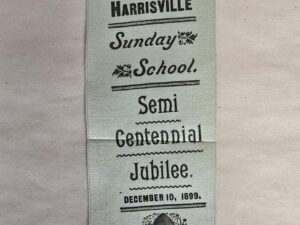 HARRISVILLE
Sunday
School.
Semi
Centennial
Jubilee.
DECEMBER 10, 1899.